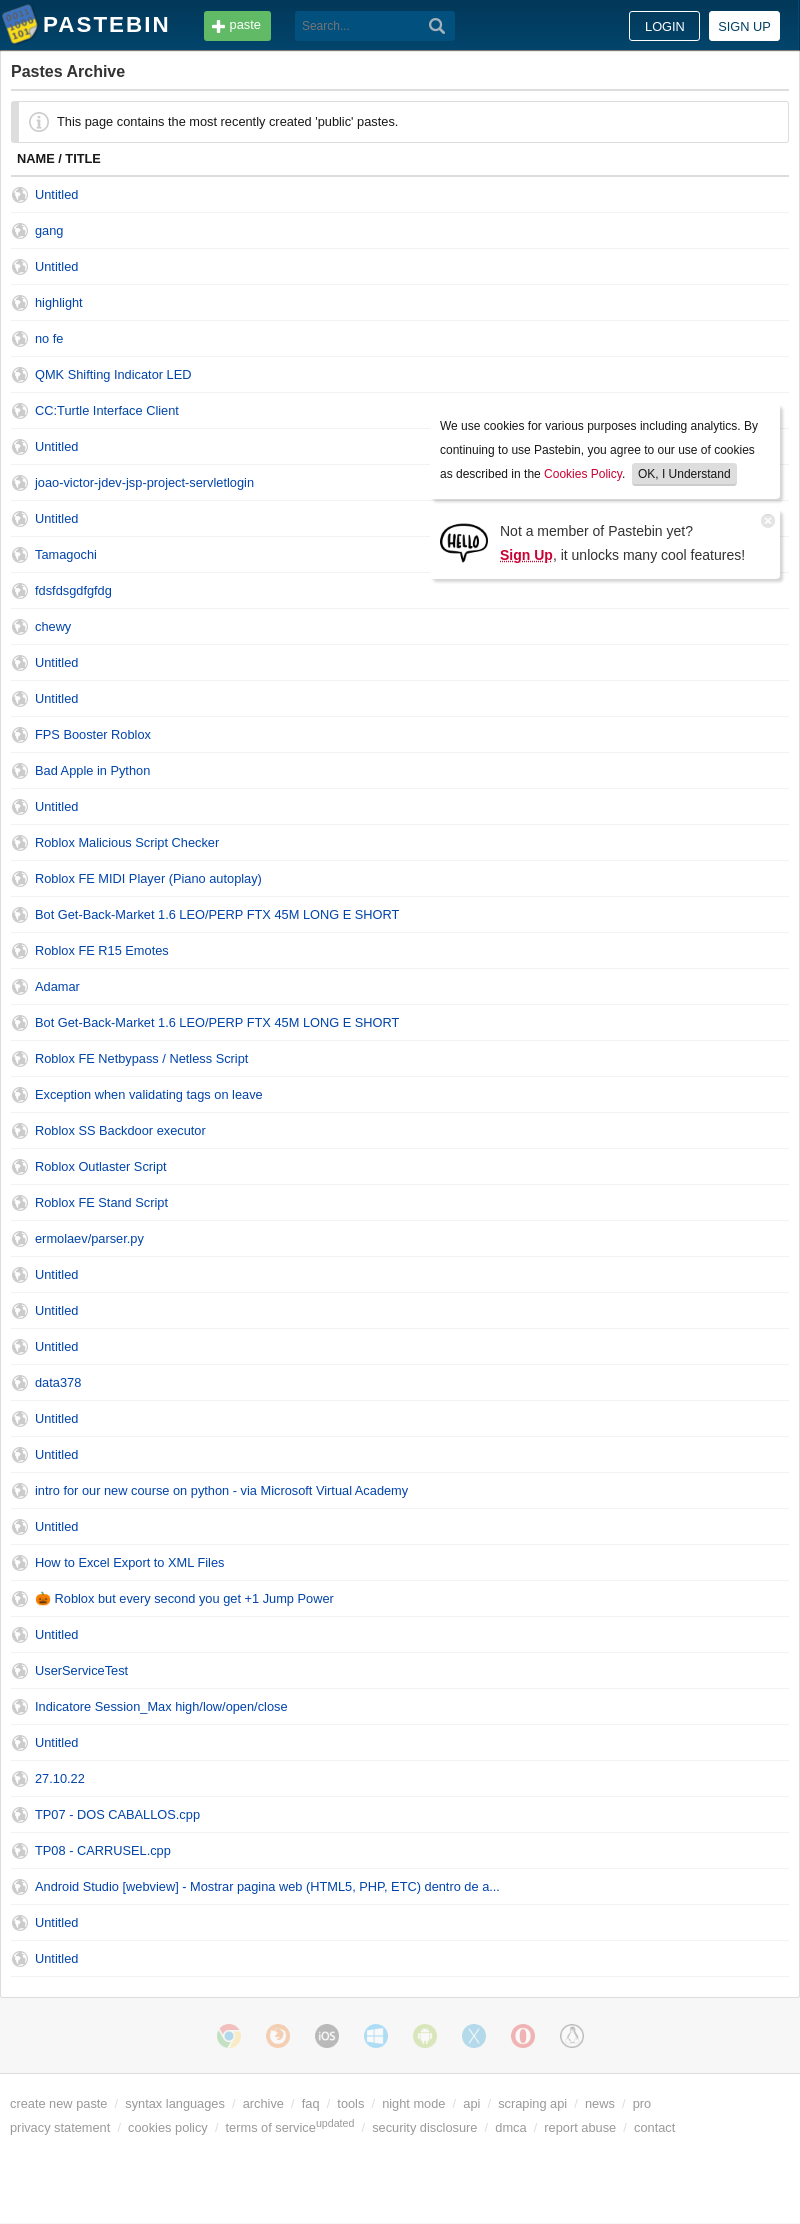 PASTEBIN
paste
Search...
LOGIN
SIGN UP
Pastes Archive
This page contains the most recently created 'public' pastes.
NAME / TITLE
Untitled
gang
Untitled
highlight
no fe
QMK Shifting Indicator LED
CC:Turtle Interface Client
Untitled
joao-victor-jdev-jsp-project-servletlogin
Untitled
Tamagochi
fdsfdsgdfgfdg
chewy
Untitled
Untitled
FPS Booster Roblox
Bad Apple in Python
Untitled
Roblox Malicious Script Checker
Roblox FE MIDI Player (Piano autoplay)
Bot Get-Back-Market 1.6 LEO/PERP FTX 45M LONG E SHORT
Roblox FE R15 Emotes
Adamar
Bot Get-Back-Market 1.6 LEO/PERP FTX 45M LONG E SHORT
Roblox FE Netbypass / Netless Script
Exception when validating tags on leave
Roblox SS Backdoor executor
Roblox Outlaster Script
Roblox FE Stand Script
ermolaev/parser.py
Untitled
Untitled
Untitled
data378
Untitled
Untitled
intro for our new course on python - via Microsoft Virtual Academy
Untitled
How to Excel Export to XML Files
🎃 Roblox but every second you get +1 Jump Power
Untitled
UserServiceTest
Indicatore Session_Max high/low/open/close
Untitled
27.10.22
TP07 - DOS CABALLOS.cpp
TP08 - CARRUSEL.cpp
Android Studio [webview] - Mostrar pagina web (HTML5, PHP, ETC) dentro de a...
Untitled
Untitled
We use cookies for various purposes including analytics. By
continuing to use Pastebin, you agree to our use of cookies
as described in the Cookies Policy. OK, I Understand
HELLO
Not a member of Pastebin yet?
Sign Up, it unlocks many cool features!
iOS
create new paste / syntax languages / archive / faq / tools / night mode / api / scraping api / news / pro
privacy statement / cookies policy / terms of service updated / security disclosure / dmca / report abuse / contact